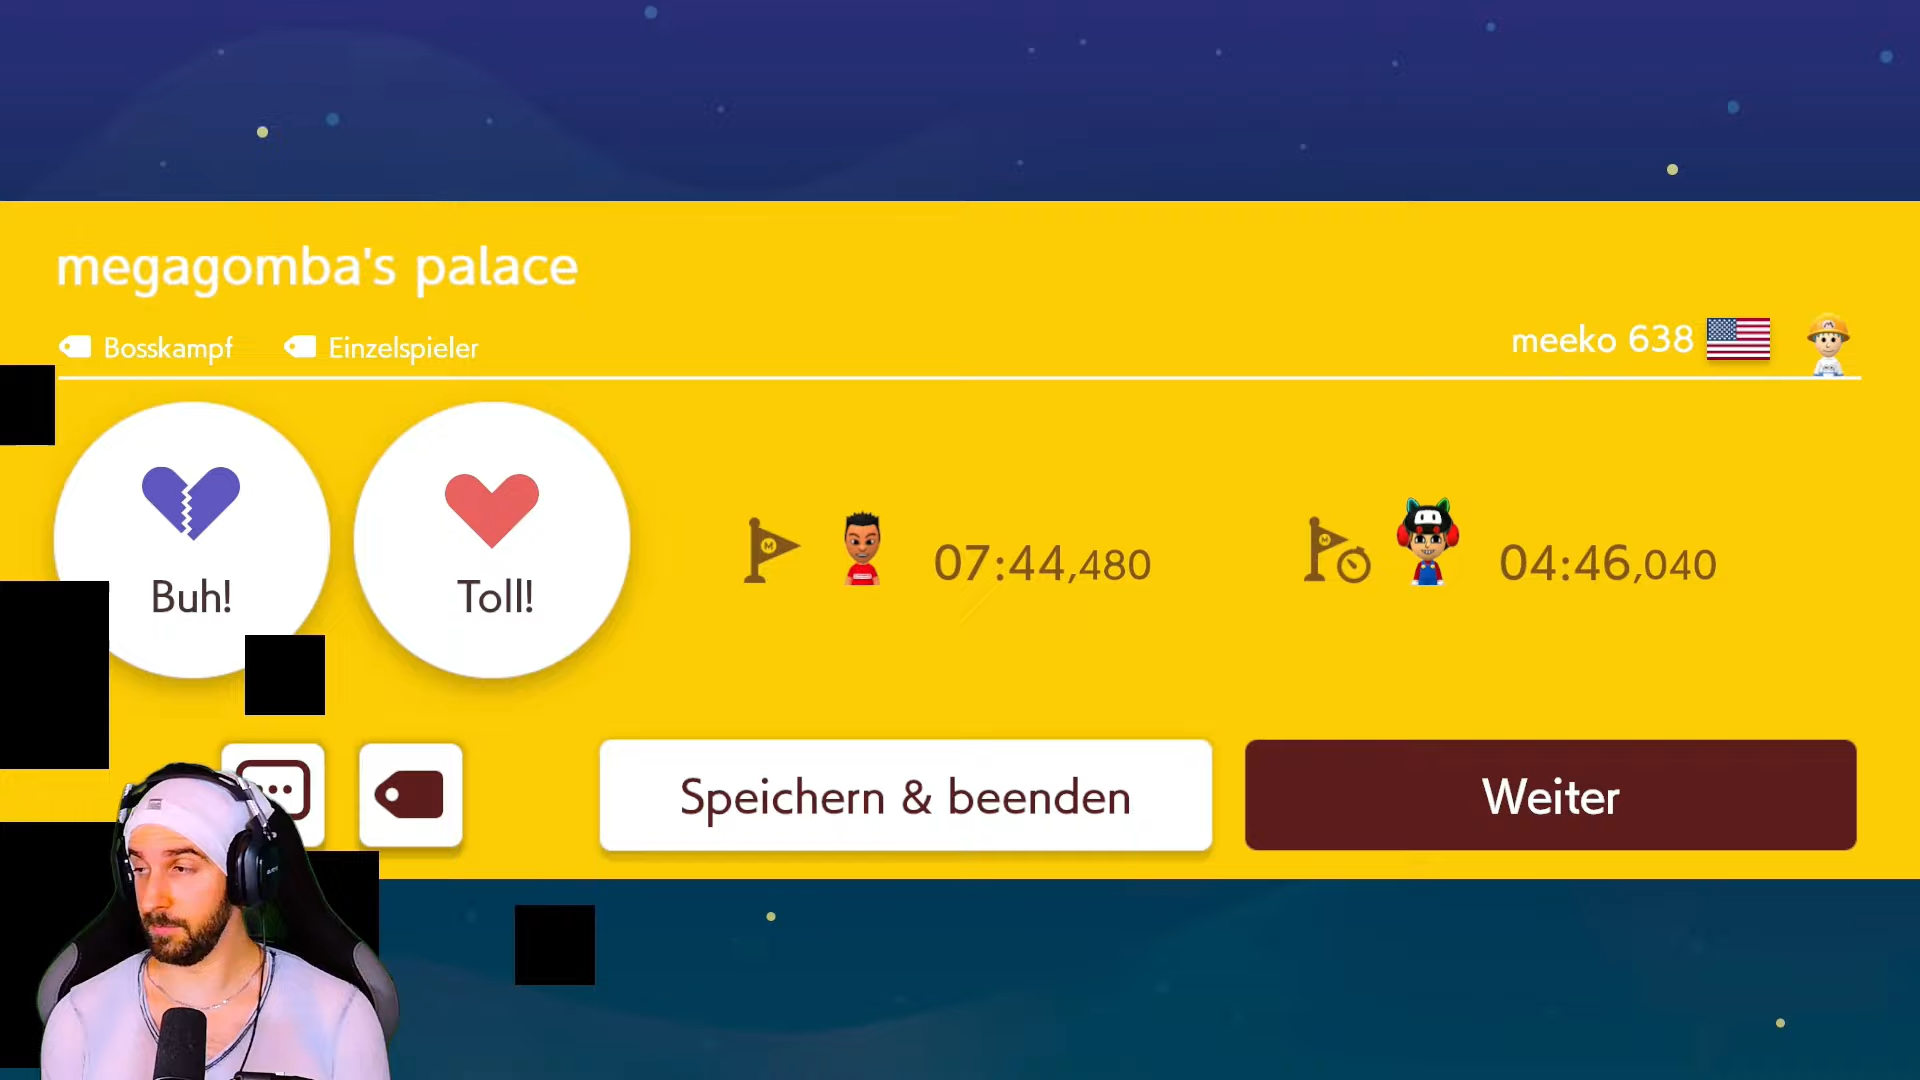 megagomba's palace
Bosskampf Einzelspieler
meeko 638
Buh! Toll! 07:44,480 04:46,040
Speichern & beenden Weiter